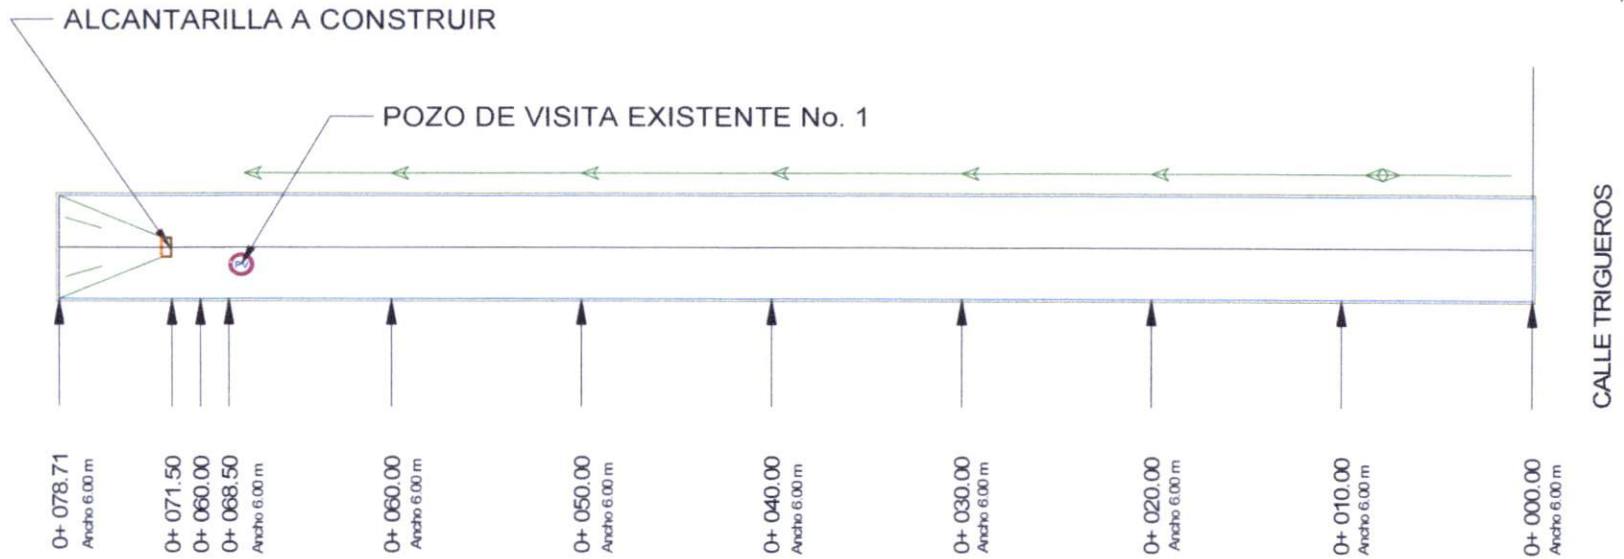 ALCANTARILLA A CONSTRUIR
POZO DE VISITA EXISTENTE No. 1
CALLE TRIGUEROS
0+ 078.71
Ancho 6.00 m
0+ 071.50
0+ 060.00
0+ 068.50
Ancho 6.00 m
0+ 060.00
Ancho 6.00 m
0+ 050.00
Ancho 6.00 m
0+ 040.00
Ancho 6.00 m
0+ 030.00
Ancho 6.00 m
0+ 020.00
Ancho 6.00 m
0+ 010.00
Ancho 6.00 m
0+ 000.00
Ancho 6.00 m